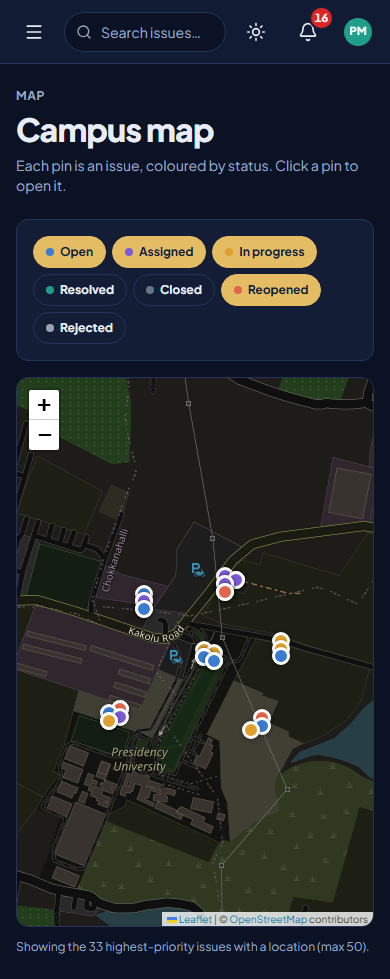 Search issues…
16
PM
MAP
Campus map
Each pin is an issue, coloured by status. Click a pin to
open it.
Open
Assigned
In progress
Resolved
Closed
Reopened
Rejected
+
−
Chokkanahalli
P
Kakolu Road
P
Presidency
University
Leaflet | © OpenStreetMap contributors
Showing the 33 highest-priority issues with a location (max 50).